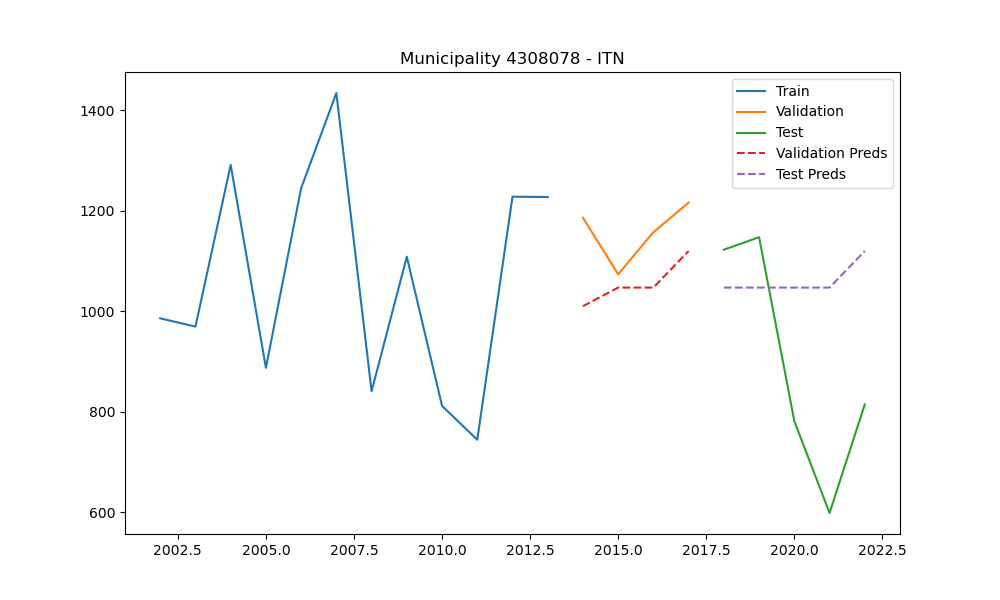 Municipality 4308078 - ITN
Train
Validation
Test
Validation Preds
Test Preds
1400
1200
1000
800
600
2002.5 2005.0 2007.5 2010.0 2012.5 2015.0 2017.5 2020.0 2022.5